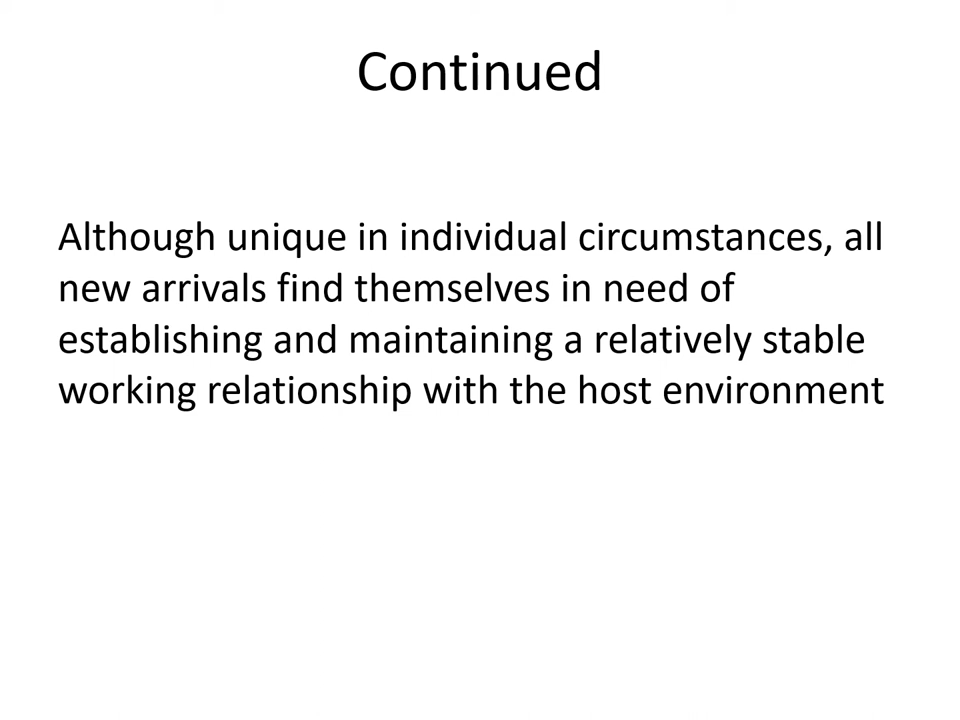 Continued
Although unique in individual circumstances, all
new arrivals find themselves in need of
establishing and maintaining a relatively stable
working relationship with the host environment